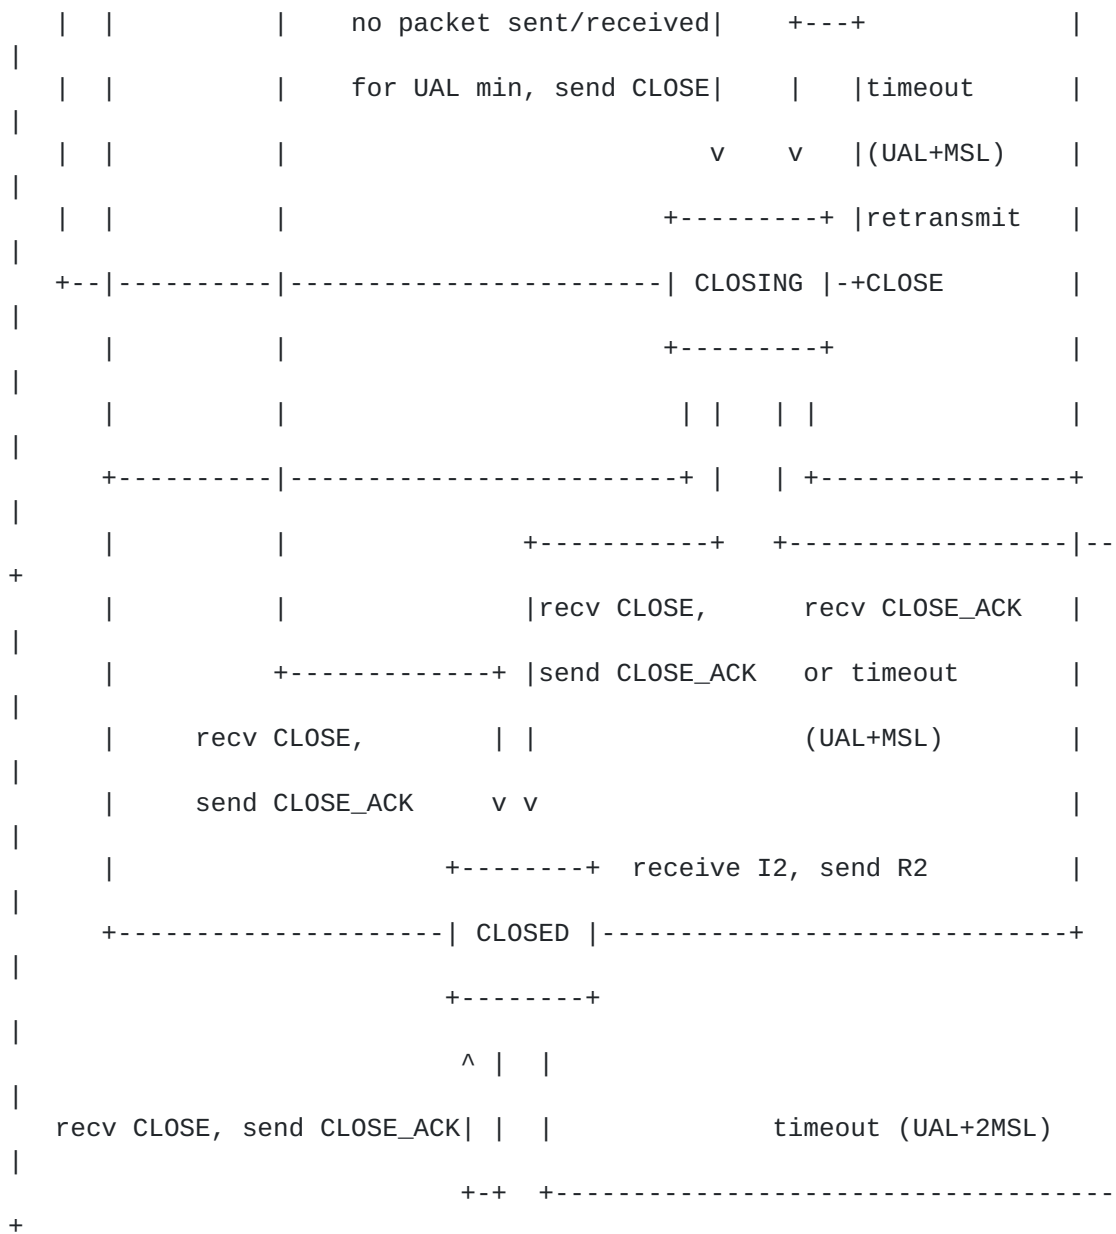 |  |          |    no packet sent/received|    +---+             |
|
   |  |          |    for UAL min, send CLOSE|    |   |timeout      |
|
   |  |          |                           v    v   |(UAL+MSL)    |
|
   |  |          |                        +---------+ |retransmit   |
|
   +--|----------|------------------------| CLOSING |-+CLOSE        |
|
      |          |                        +---------+               |
|
      |          |                         | |   | |                |
|
      +----------|-------------------------+ |   | +----------------+
|
      |          |               +-----------+   +------------------|--
+
      |          |               |recv CLOSE,      recv CLOSE_ACK   |
|
      |          +-------------+ |send CLOSE_ACK   or timeout       |
|
      |     recv CLOSE,        | |                 (UAL+MSL)        |
|
      |     send CLOSE_ACK     v v                                  |
|
      |                     +--------+  receive I2, send R2         |
|
      +---------------------| CLOSED |------------------------------+
|
                            +--------+
|
                             ^ |  |
|
   recv CLOSE, send CLOSE_ACK| |  |              timeout (UAL+2MSL)
|
                             +-+  +------------------------------------
+